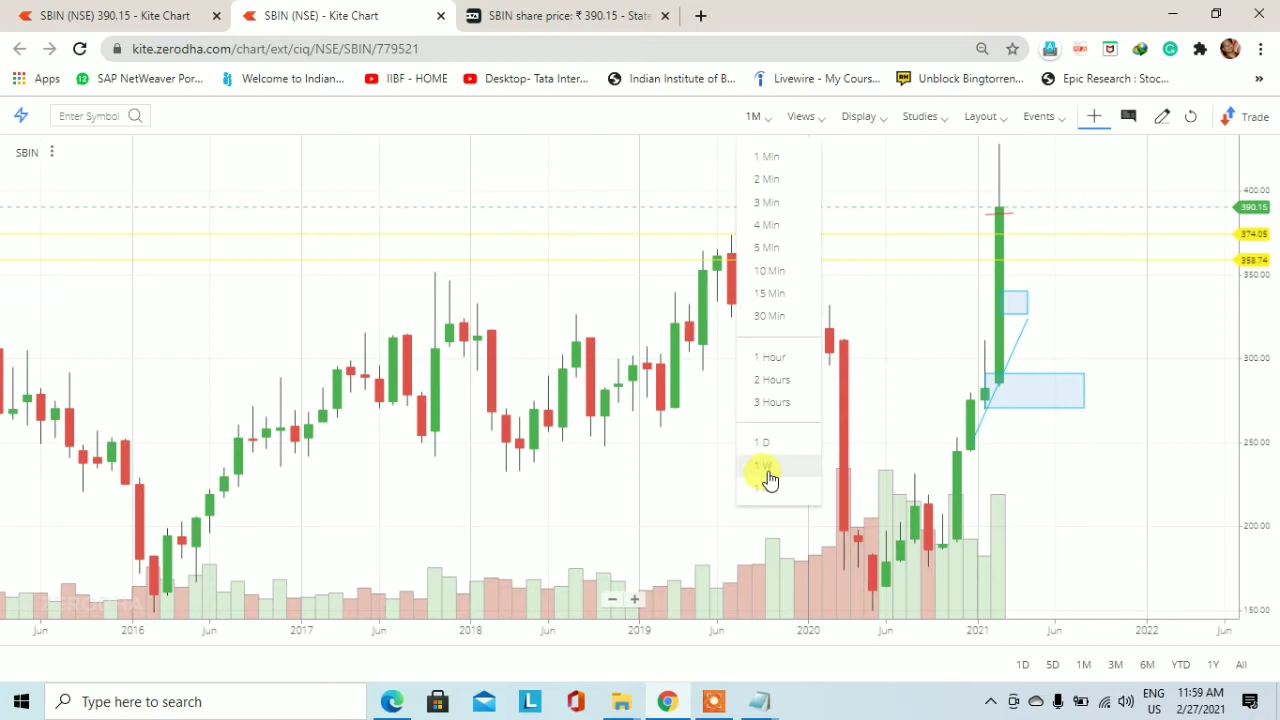 SBIN (NSE) 390.15 - Kite Chart
SBIN (NSE) - Kite Chart
SBIN share price: ₹ 390.15 - State
kite.zerodha.com/chart/ext/ciq/NSE/SBIN/779521
Apps
SAP NetWeaver Por...
Welcome to Indian...
IIBF - HOME
Desktop- Tata Inter...
Indian Institute of B...
Livewire - My Cours...
Unblock Bingtorren...
Epic Research : Stoc...
»
Enter Symbol
1M
Views
Display
Studies
Layout
Events
Trade
SBIN
1 Min
2 Min
3 Min
4 Min
5 Min
10 Min
15 Min
30 Min
1 Hour
2 Hours
3 Hours
1 D
1 W
400.00
390.15
374.05
358.74
350.00
300.00
250.00
200.00
150.00
ZERODHA
Jun
2016
Jun
2017
Jun
2018
Jun
2019
Jun
2020
Jun
2021
Jun
2022
Jun
1D
5D
1M
3M
6M
YTD
1Y
All
Type here to search
ENG
US
11:59 AM
2/27/2021